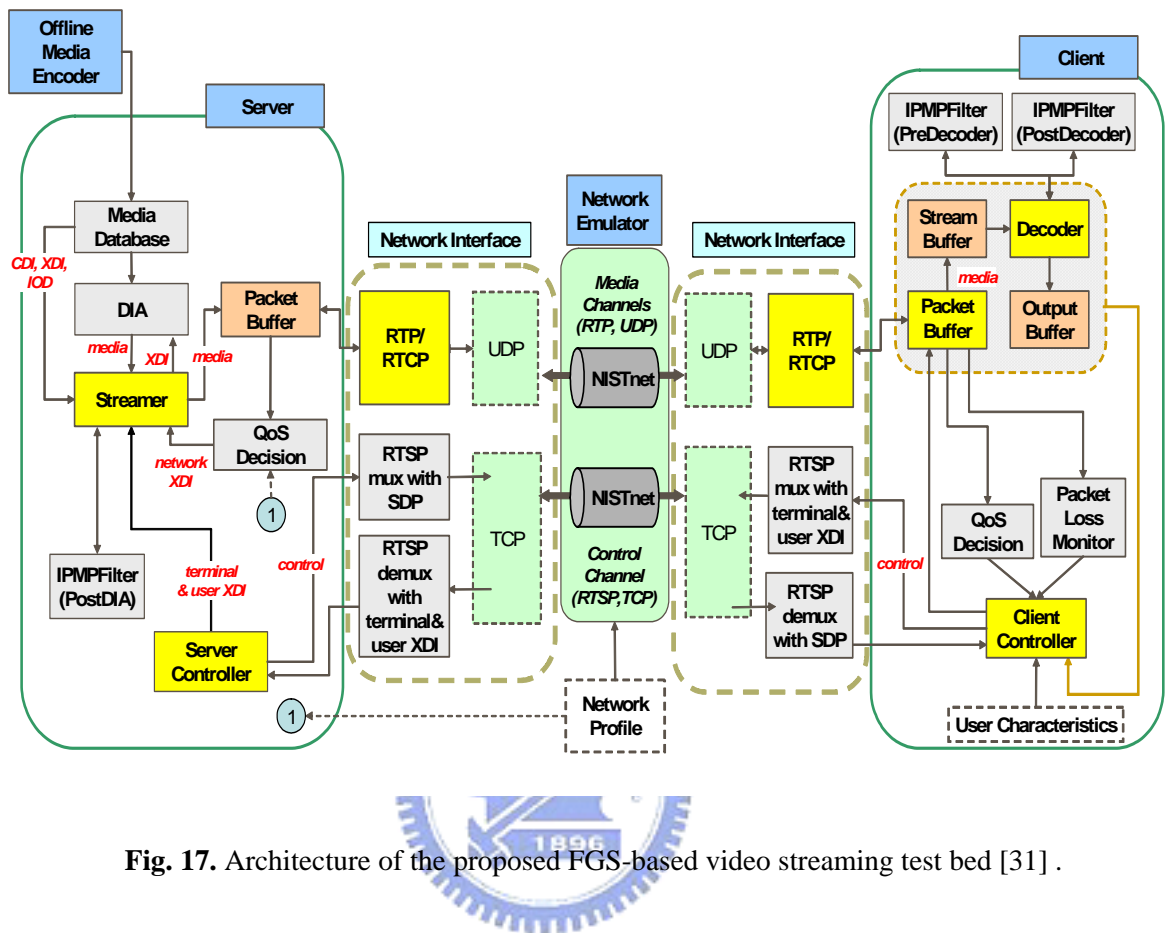 Offline
Media
Encoder
Server
Client
Media
Database
CDI, XDI,
IOD
DIA
media
XDI
media
Streamer
Packet
Buffer
network
XDI
QoS
Decision
1
IPMPFilter
(PostDIA)
terminal
& user XDI
control
Server
Controller
1
Network Interface
RTP/
RTCP
UDP
RTSP
mux with
SDP
RTSP
demux
with
terminal&
user XDI
TCP
Network
Emulator
Media
Channels
(RTP, UDP)
NISTnet
NISTnet
Control
Channel
(RTSP,TCP)
Network
Profile
Network Interface
UDP
RTP/
RTCP
TCP
RTSP
mux with
terminal&
user XDI
RTSP
demux
with SDP
IPMPFilter
(PreDecoder)
IPMPFilter
(PostDecoder)
Stream
Buffer
Decoder
media
Packet
Buffer
Output
Buffer
QoS
Decision
Packet
Loss
Monitor
control
Client
Controller
User Characteristics
1896
Fig. 17. Architecture of the proposed FGS-based video streaming test bed [31] .